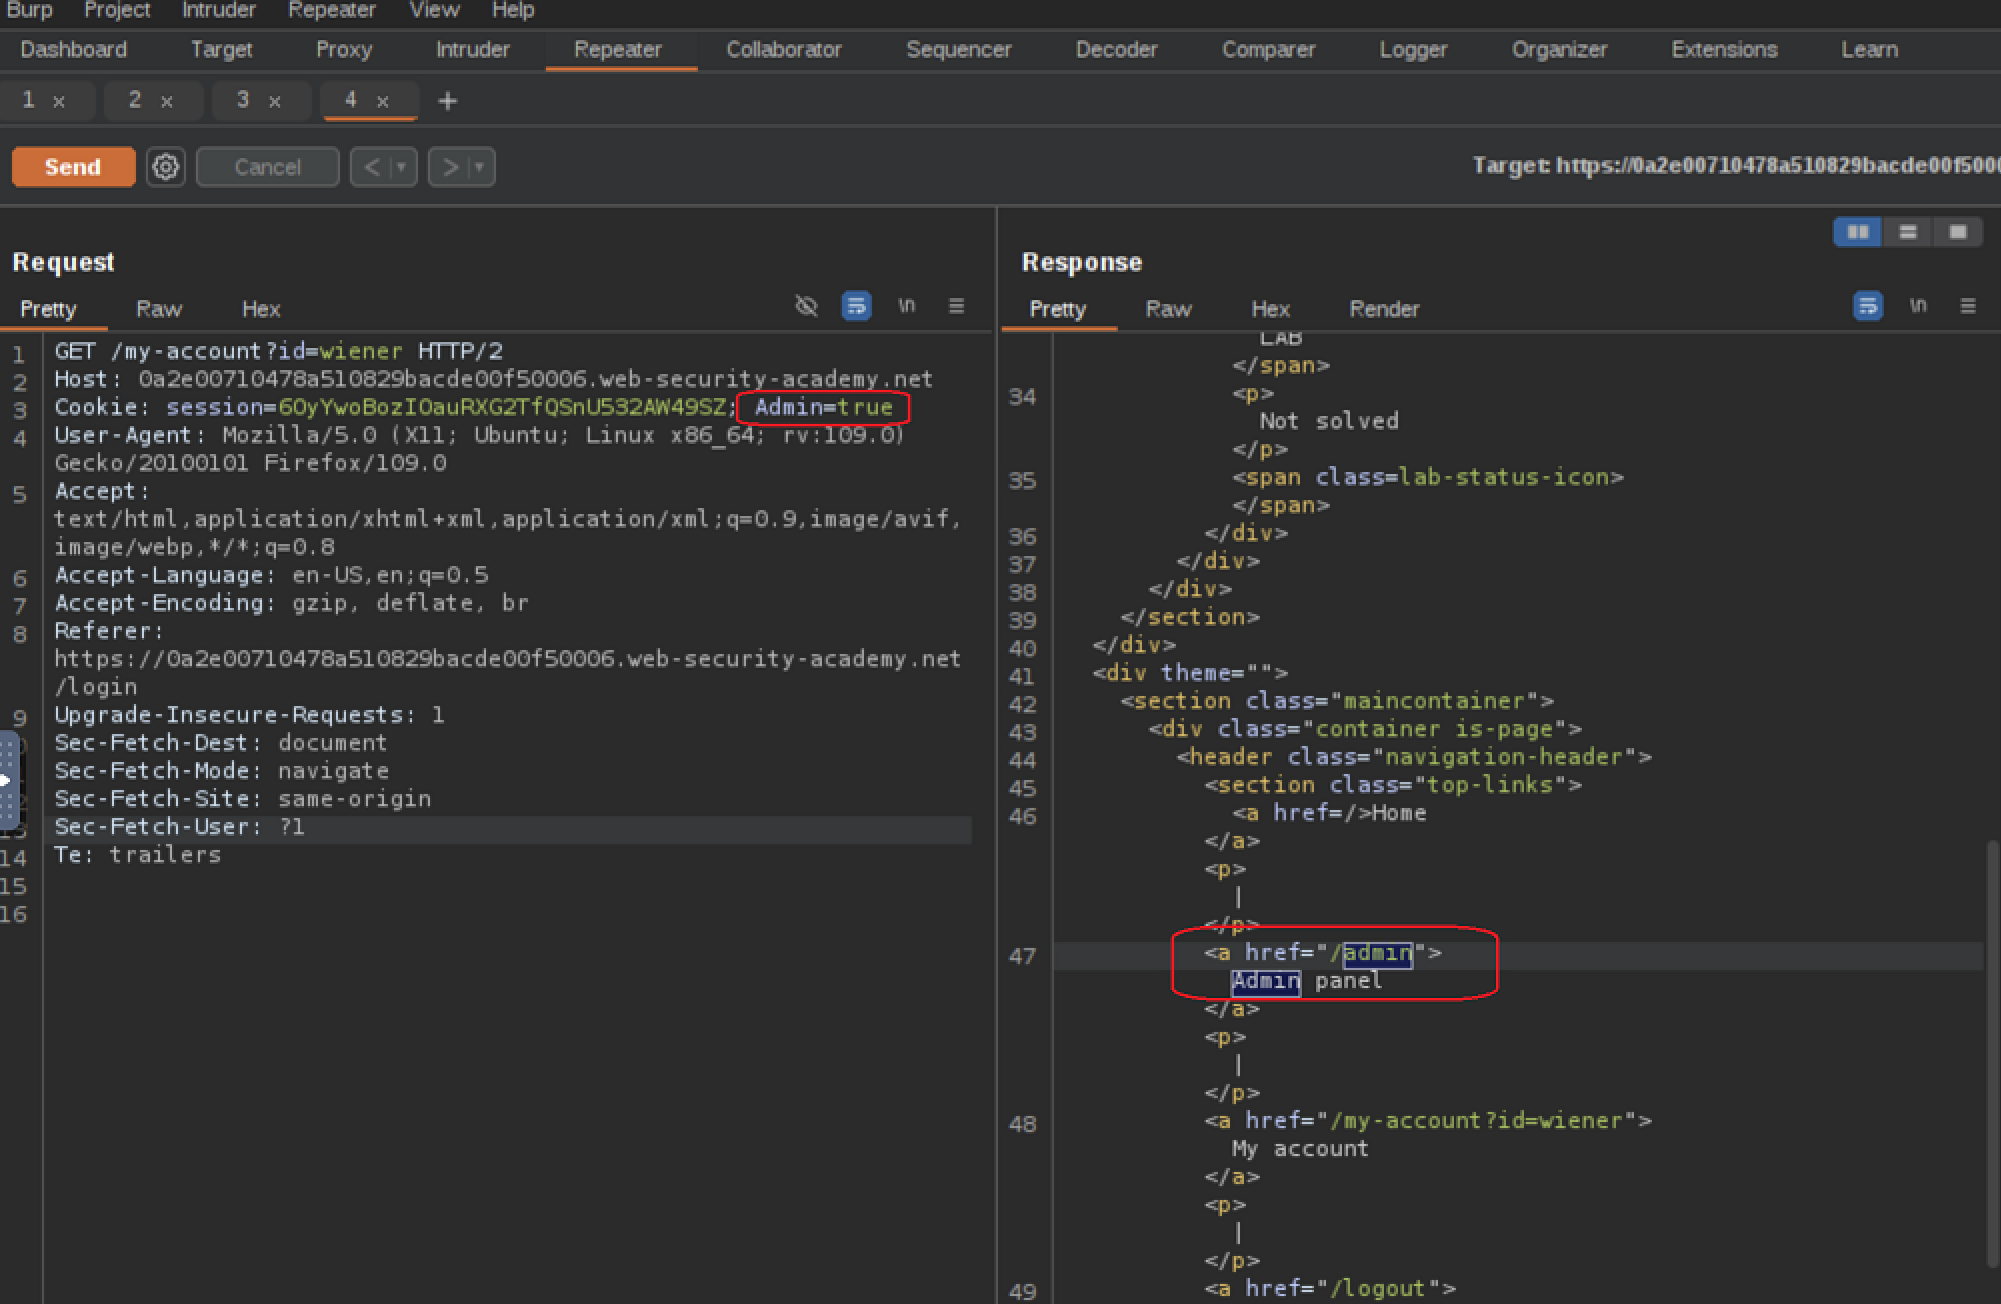 Burp Project Intruder Repeater View Help
Dashboard Target Proxy Intruder Repeater Collaborator Sequencer Decoder Comparer Logger Organizer Extensions Learn
1 × 2 × 3 × 4 × +
Send Cancel < > Target: https://0a2e00710478a510829bacde00f5000
Request
Pretty Raw Hex \n
1 GET /my-account?id=wiener HTTP/2
2 Host: 0a2e00710478a510829bacde00f50006.web-security-academy.net
3 Cookie: session=6OyYwoBozIOauRXG2TfQSnU532AW49SZ; Admin=true
4 User-Agent: Mozilla/5.0 (X11; Ubuntu; Linux x86_64; rv:109.0)
Gecko/20100101 Firefox/109.0
5 Accept:
text/html,application/xhtml+xml,application/xml;q=0.9,image/avif,
image/webp,*/*;q=0.8
6 Accept-Language: en-US,en;q=0.5
7 Accept-Encoding: gzip, deflate, br
8 Referer:
https://0a2e00710478a510829bacde00f50006.web-security-academy.net
/login
9 Upgrade-Insecure-Requests: 1
Sec-Fetch-Dest: document
Sec-Fetch-Mode: navigate
Sec-Fetch-Site: same-origin
13 Sec-Fetch-User: ?1
14 Te: trailers
15
16
Response
Pretty Raw Hex Render \n
LAB
</span>
34 <p>
Not solved
</p>
35 <span class=lab-status-icon>
</span>
36 </div>
37 </div>
38 </div>
39 </section>
40 </div>
41 <div theme="">
42 <section class="maincontainer">
43 <div class="container is-page">
44 <header class="navigation-header">
45 <section class="top-links">
46 <a href=/>Home
</a>
<p>
|
</p>
47 <a href="/admin">
Admin panel
</a>
<p>
|
</p>
48 <a href="/my-account?id=wiener">
My account
</a>
<p>
|
</p>
49 <a href="/logout">